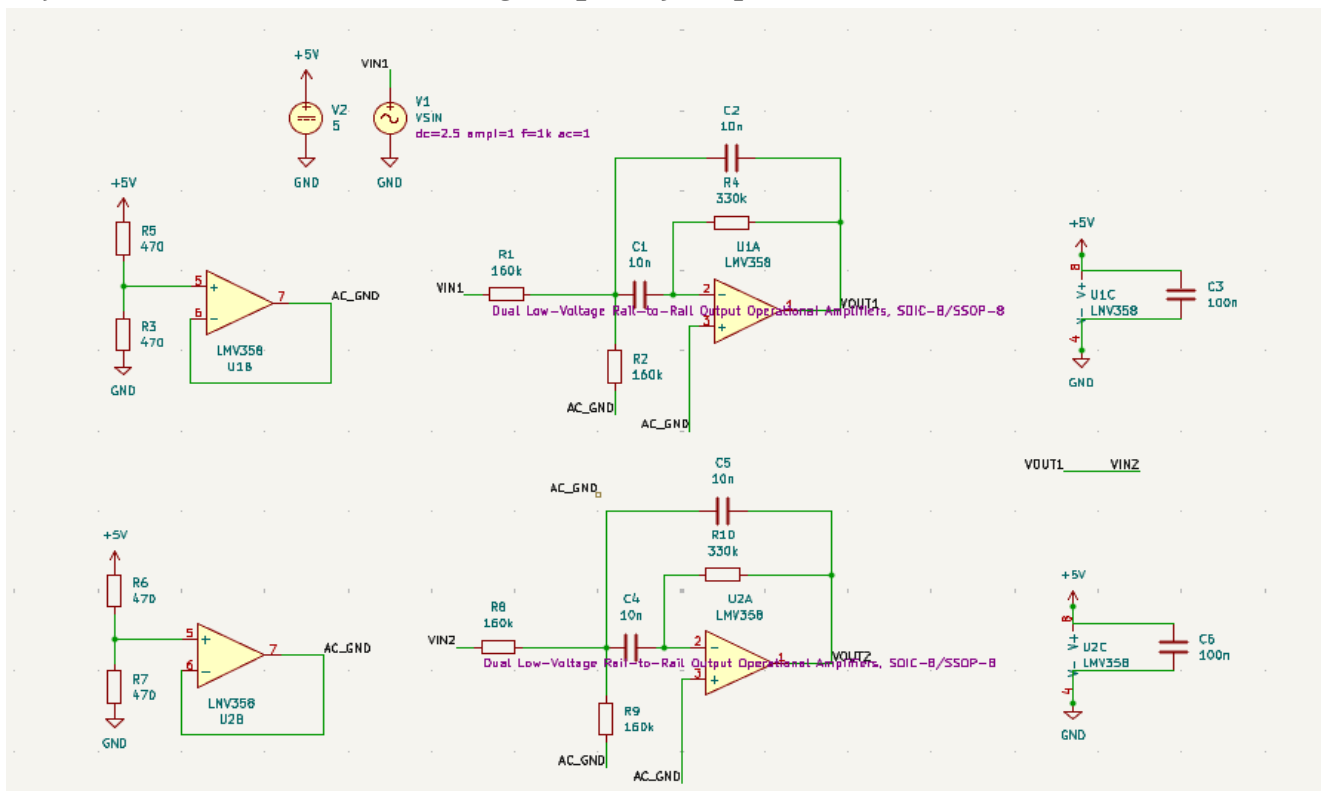 +5V
VIN1
V2
5
V1
VSIN
dc=2.5 ampl=1 f=1k ac=1
GND
GND
C2
10n
R4
330k
+5V
R5
470
R3
470
GND
5
+
6
−
7
AC_GND
LMV358
U1B
VIN1
R1
160k
C1
10n
U1A
LMV358
2
−
3
+
1
VOUT1
Dual Low-Voltage Rail-to-Rail Output Operational Amplifiers, SOIC-8/SSOP-8
R2
160k
AC_GND
AC_GND
+5V
8
V+
U1C
LMV358
V−
4
C3
100n
GND
VOUT1
VIN2
AC_GND
C5
10n
R10
330k
+5V
R6
470
R7
470
GND
5
+
6
−
7
AC_GND
LMV358
U2B
VIN2
R8
160k
C4
10n
U2A
LMV358
2
−
3
+
1
VOUT2
Dual Low-Voltage Rail-to-Rail Output Operational Amplifiers, SOIC-8/SSOP-8
R9
160k
AC_GND
AC_GND
+5V
8
V+
U2C
LMV358
V−
4
C6
100n
GND